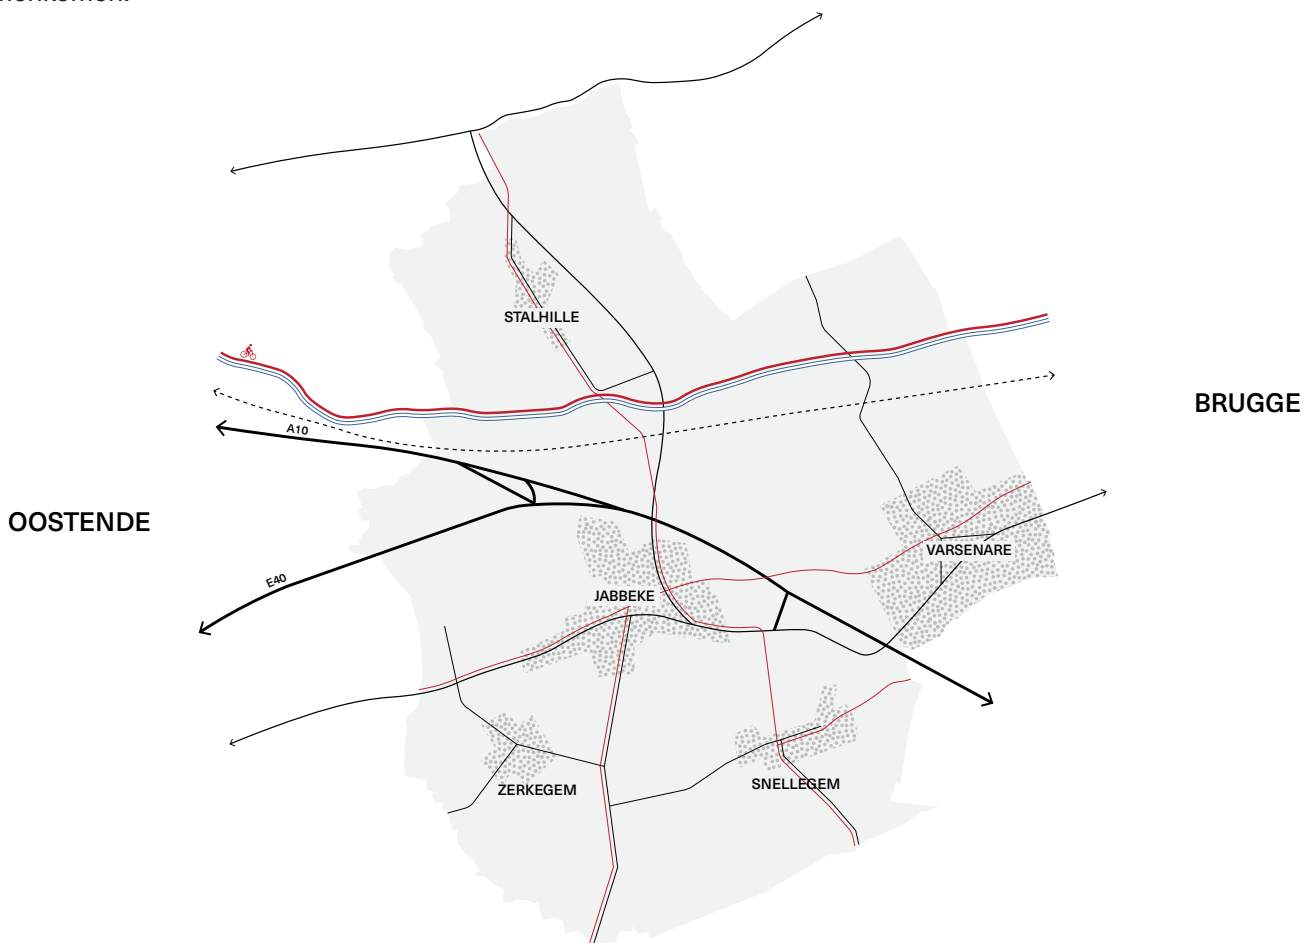 STALHILLE
BRUGGE
A10
OOSTENDE
VARSENARE
E40
JABBEKE
SNELLEGEM
ZERKEGEM